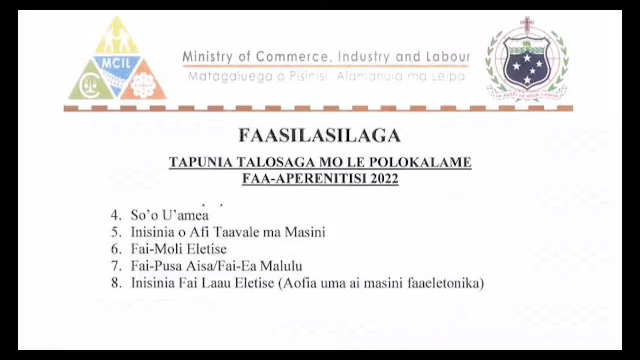 MCIL
Ministry of Commerce, Industry and Labour
Matagaluega o Pisinisi, Alamanuia ma Leipa
FAASILASILAGA
TAPUNIA TALOSAGA MO LE POLOKALAME
FAA-APERENITISI 2022
4. So'o U'amea
5. Inisinia o Afi Taavale ma Masini
6. Fai-Moli Eletise
7. Fai-Pusa Aisa/Fai-Ea Malulu
8. Inisinia Fai Laau Eletise (Aofia uma ai masini faaeletonika)